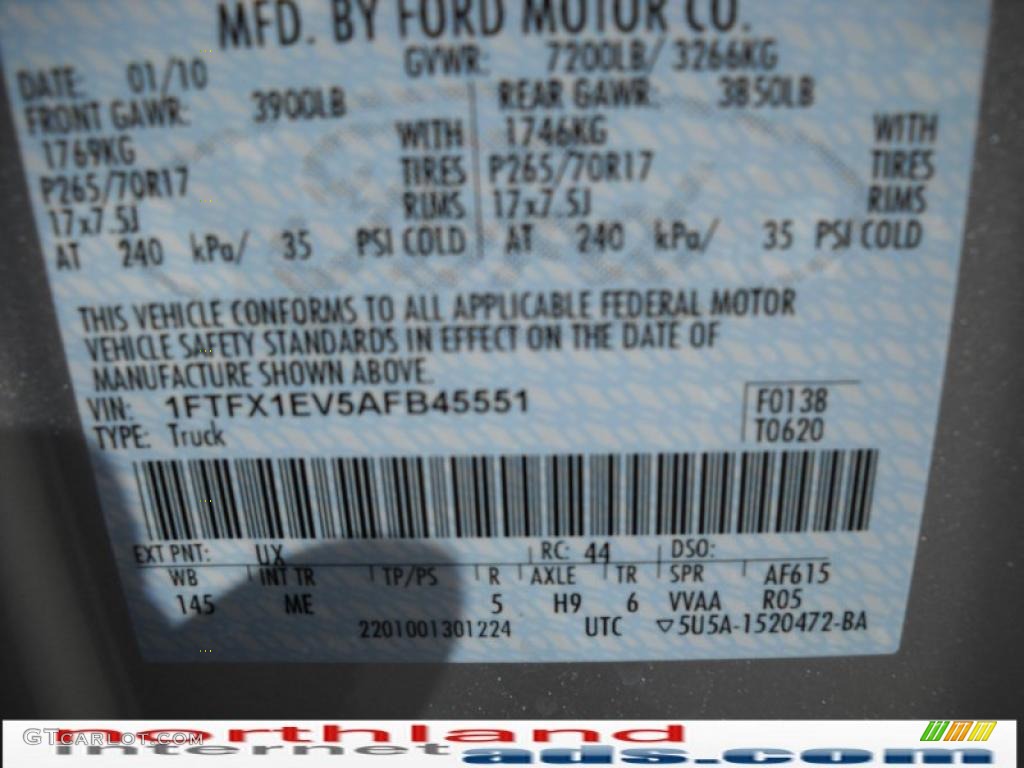 MFD. BY FORD MOTOR CO.
DATE: 01/10 GVWR: 7200LB/ 3266KG
FRONT GAWR: 3900LB REAR GAWR: 3850LB
1769KG WITH 1746KG WITH
P265/70R17 TIRES P265/70R17 TIRES
17x7.5J RIMS 17x7.5J RIMS
AT 240 kPa/ 35 PSI COLD AT 240 kPa/ 35 PSI COLD
THIS VEHICLE CONFORMS TO ALL APPLICABLE FEDERAL MOTOR
VEHICLE SAFETY STANDARDS IN EFFECT ON THE DATE OF
MANUFACTURE SHOWN ABOVE.
VIN: 1FTFX1EV5AFB45551 F0138
TYPE: Truck T0620
EXT PNT: UX RC: 44 DSO:
WB INT TR TP/PS R AXLE TR SPR AF615
145 ME 5 H9 6 VVAA R05
2201001301224 UTC ▽5U5A-1520472-BA
GTcarlot.com northland
internet ads.com